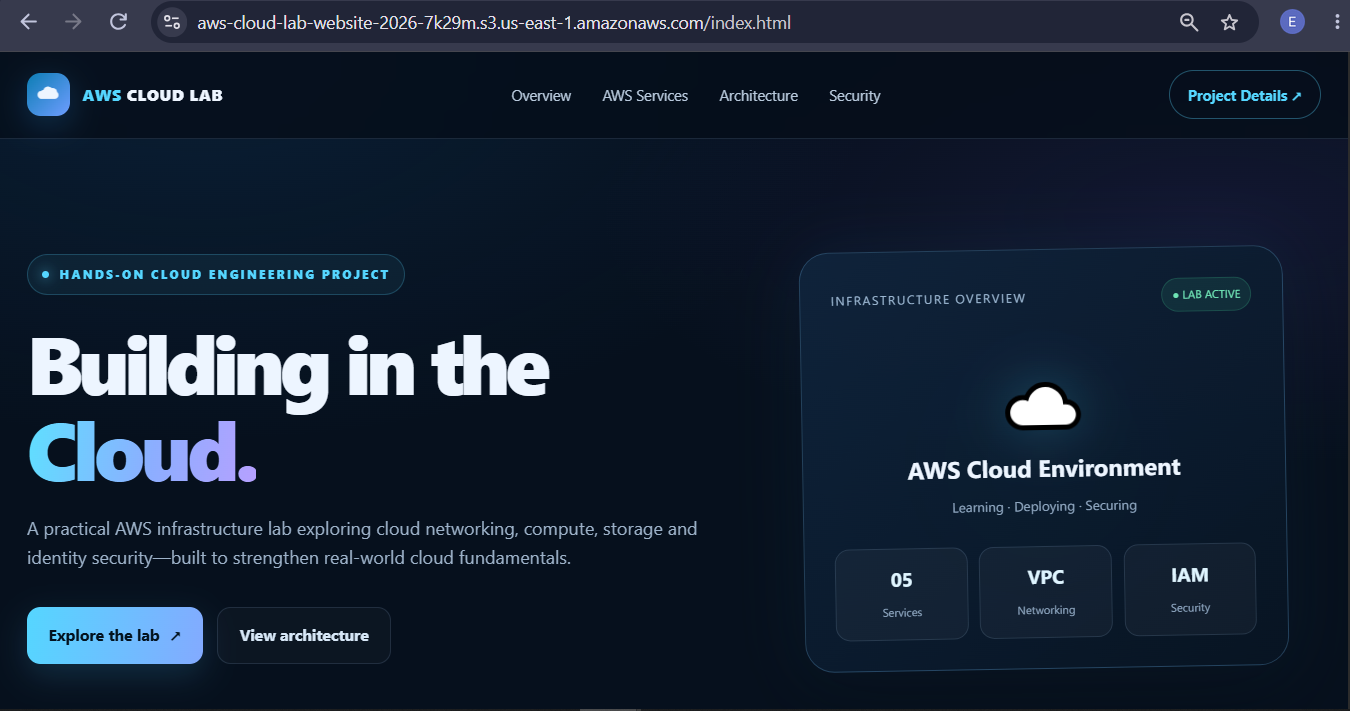 aws-cloud-lab-website-2026-7k29m.s3.us-east-1.amazonaws.com/index.html
E
AWS CLOUD LAB
Overview
AWS Services
Architecture
Security
Project Details ↗
HANDS-ON CLOUD ENGINEERING PROJECT
Building in the
Cloud.
A practical AWS infrastructure lab exploring cloud networking, compute, storage and
identity security—built to strengthen real-world cloud fundamentals.
Explore the lab ↗
View architecture
INFRASTRUCTURE OVERVIEW
● LAB ACTIVE
AWS Cloud Environment
Learning · Deploying · Securing
05
Services
VPC
Networking
IAM
Security